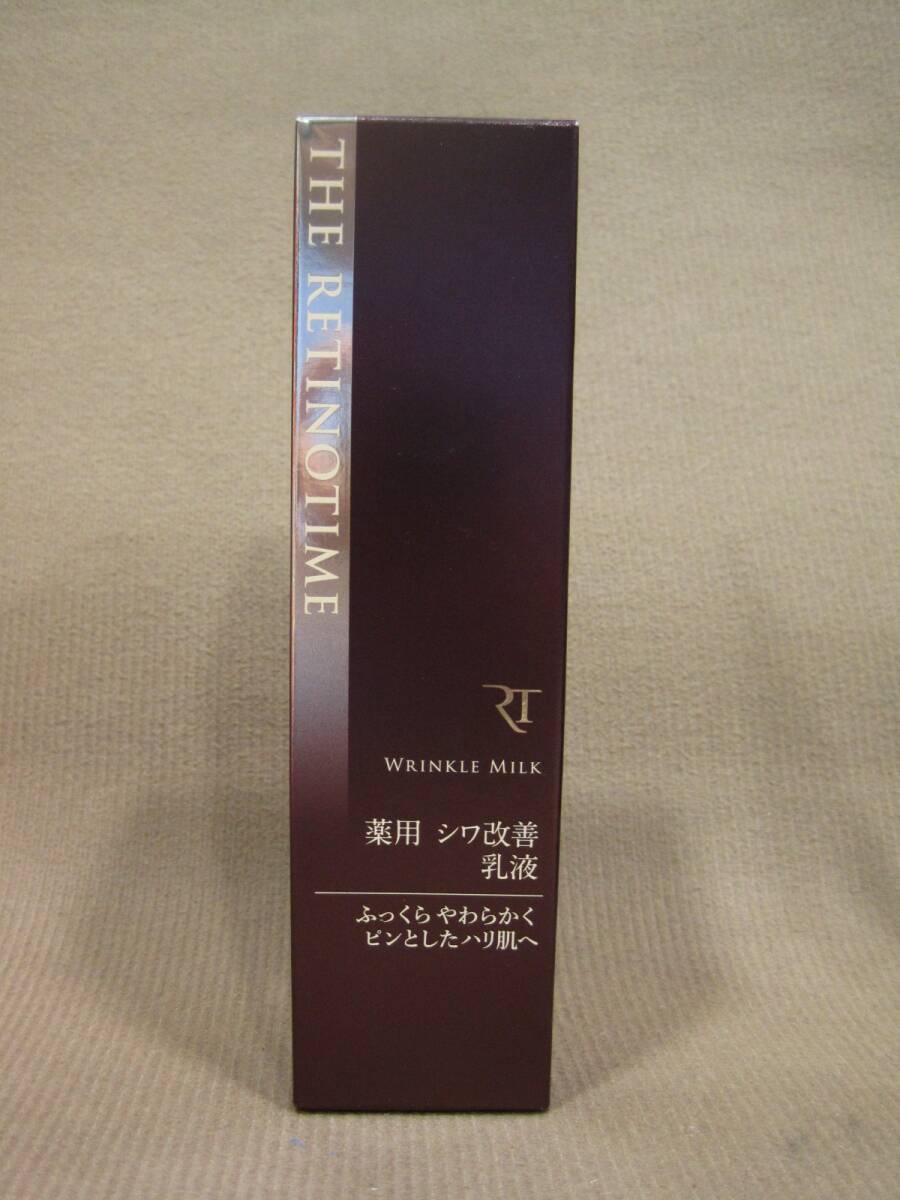 THE RETINOTIME
RT
WRINKLE MILK
薬用 シワ改善
乳液
ふっくら やわらかく
ピンとしたハリ肌へ